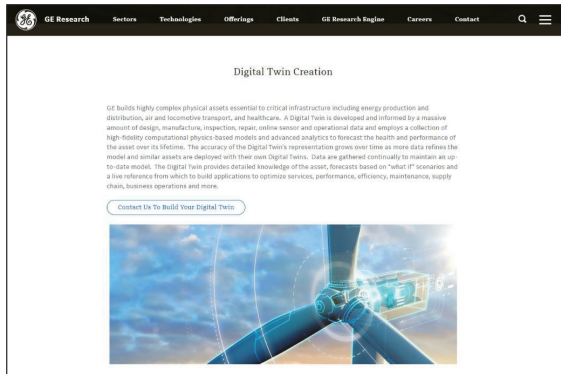 GE Research Sectors Technologies Offerings Clients GE Research Engine Careers Contact
Digital Twin Creation
GE builds highly complex physical assets essential to critical infrastructure including energy production and
distribution, air and locomotive transport, and healthcare. A Digital Twin is developed and informed by a massive
amount of design, manufacture, inspection, repair, online sensor and operational data and employs a collection of
high-fidelity computational physics-based models and advanced analytics to forecast the health and performance of
the asset over its lifetime. The accuracy of the Digital Twin's representation grows over time as more data refines the
model and similar assets are deployed with their own Digital Twins. Data are gathered continually to maintain an up-
to-date model. The Digital Twin provides detailed knowledge of the asset, forecasts based on "what if" scenarios and
a live reference from which to build applications to optimize services, performance, efficiency, maintenance, supply
chain, business operations and more.
Contact Us To Build Your Digital Twin